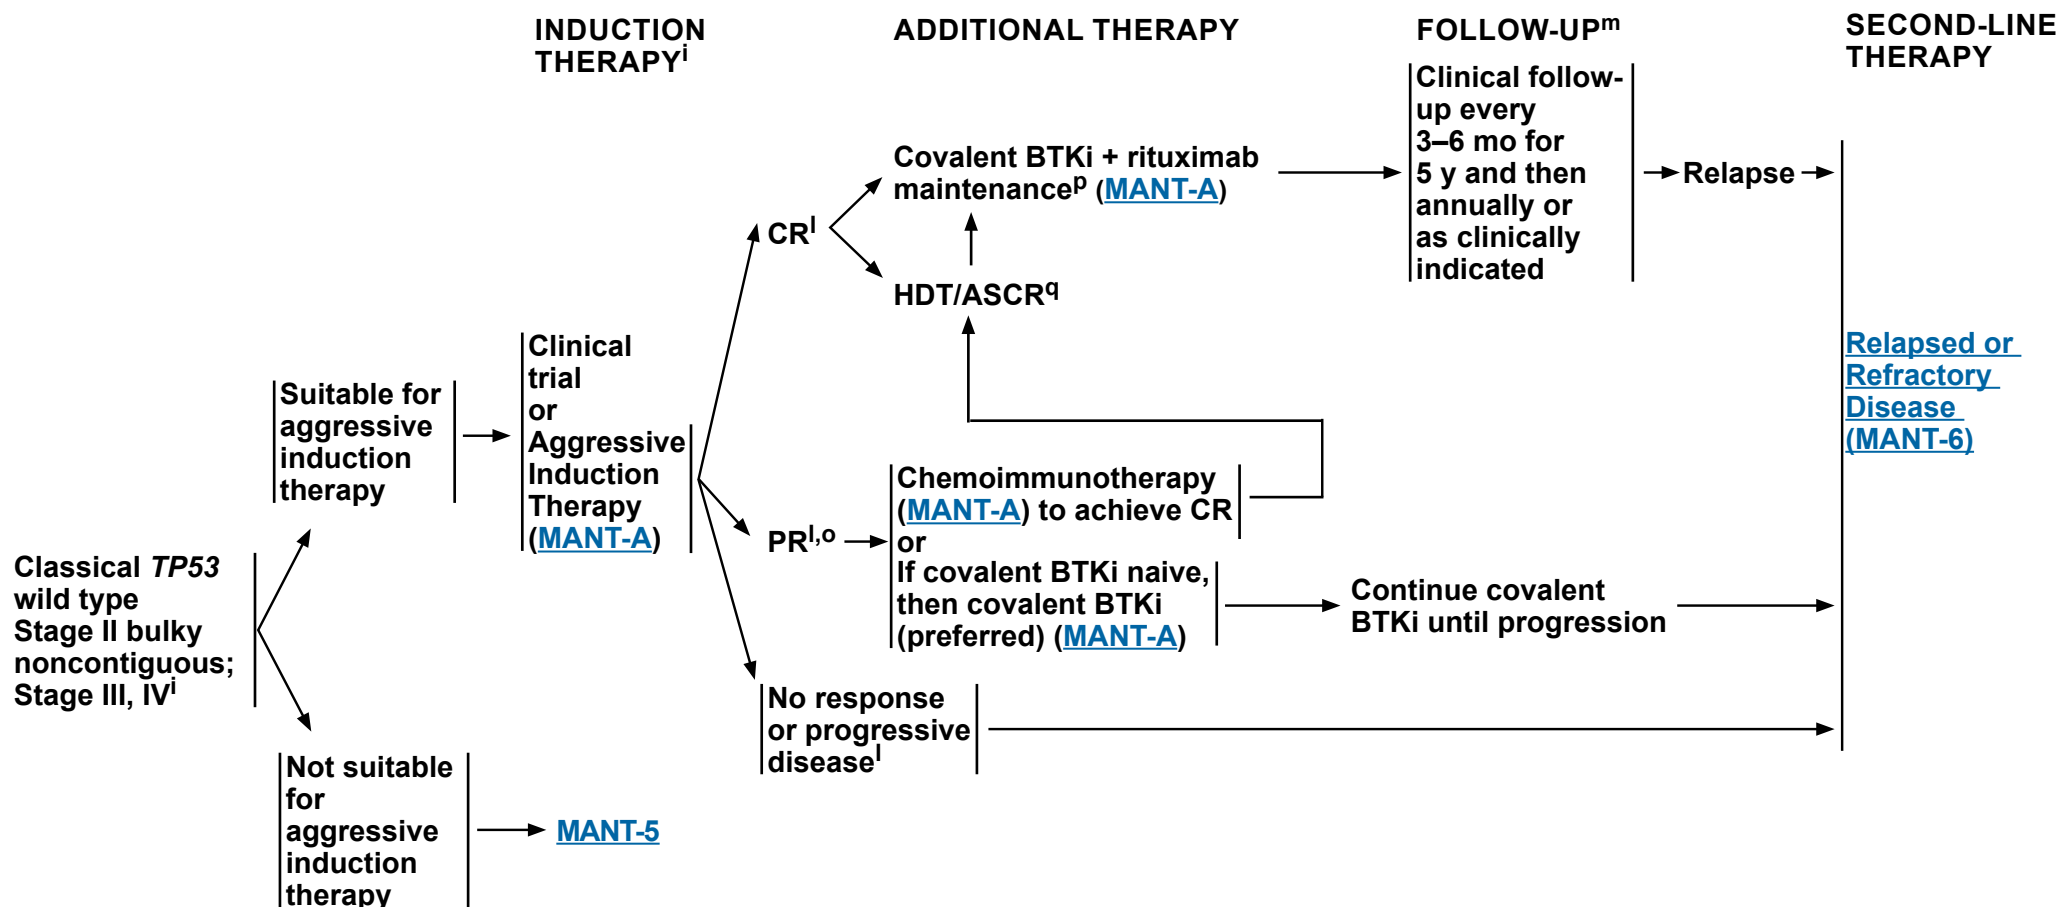 INDUCTION
THERAPYⁱ
ADDITIONAL THERAPY
FOLLOW-UPᵐ
SECOND-LINE
THERAPY
Classical TP53
wild type
Stage II bulky
noncontiguous;
Stage III, IVⁱ
Suitable for
aggressive
induction
therapy
Not suitable
for
aggressive
induction
therapy
MANT-5
Clinical
trial
or
Aggressive
Induction
Therapy
(MANT-A)
CRˡ
PRˡ,ᵒ
No response
or progressive
diseaseˡ
Covalent BTKi + rituximab
maintenanceᵖ (MANT-A)
HDT/ASCR^q
Chemoimmunotherapy
(MANT-A) to achieve CR
or
If covalent BTKi naive,
then covalent BTKi
(preferred) (MANT-A)
Clinical follow-
up every
3–6 mo for
5 y and then
annually or
as clinically
indicated
Relapse
Continue covalent
BTKi until progression
Relapsed or
Refractory
Disease
(MANT-6)